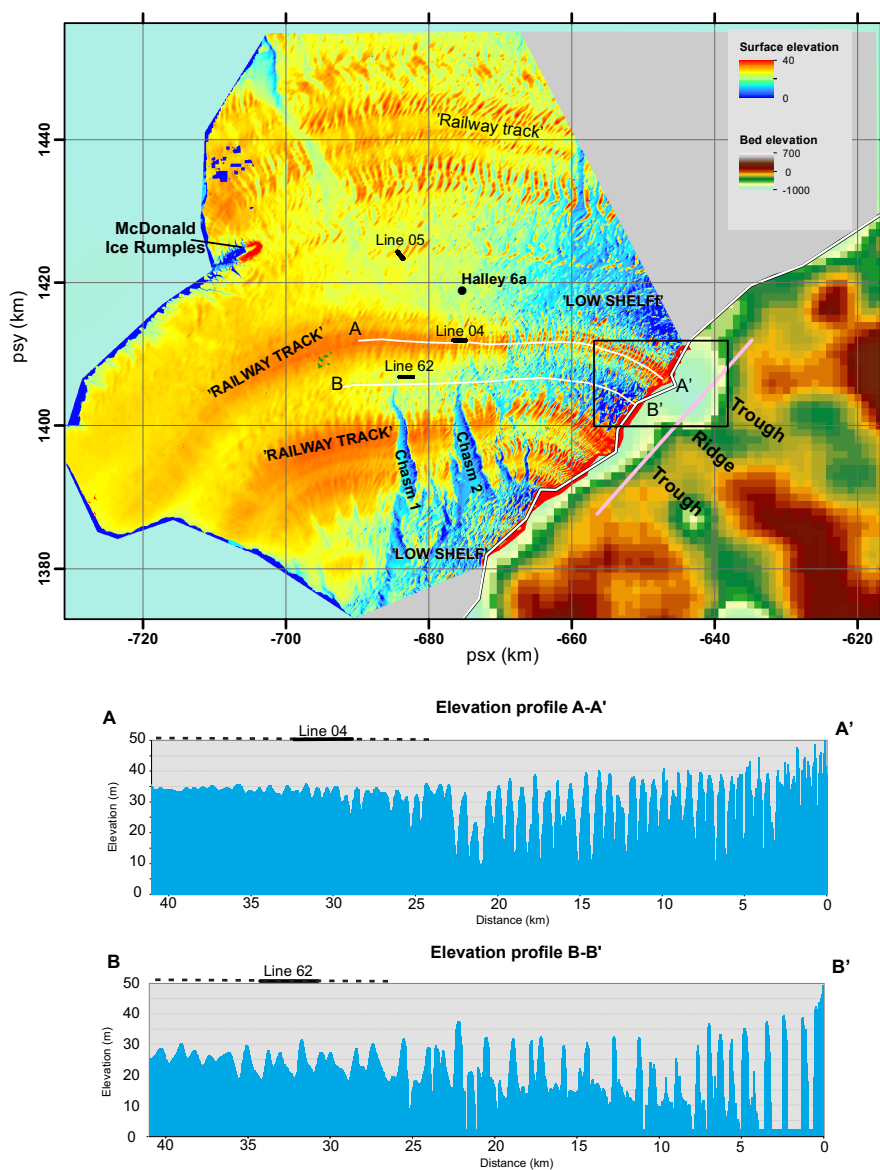 Surface elevation
40
0
Bed elevation
700
0
-1000
1440
1420
1400
1380
psy (km)
'Railway track'
McDonald
Ice Rumples
Line 05
Halley 6a
'LOW SHELFt'
A
Line 04
'RAILWAY TRACK'
Line 62
B
A'
B'
'RAILWAY TRACK'
Chasm 1
Chasm 2
Trough
Ridge
Trough
'LOW SHELF'
-720
-700
-680
-660
-640
-620
psx (km)
Elevation profile A-A'
A
A'
Line 04
50
40
30
20
10
0
Elevation (m)
40
35
30
25
20
15
10
5
0
Distance (km)
Elevation profile B-B'
B
B'
Line 62
50
40
30
20
10
0
Elevation (m)
40
35
30
25
20
15
10
5
0
Distance (km)